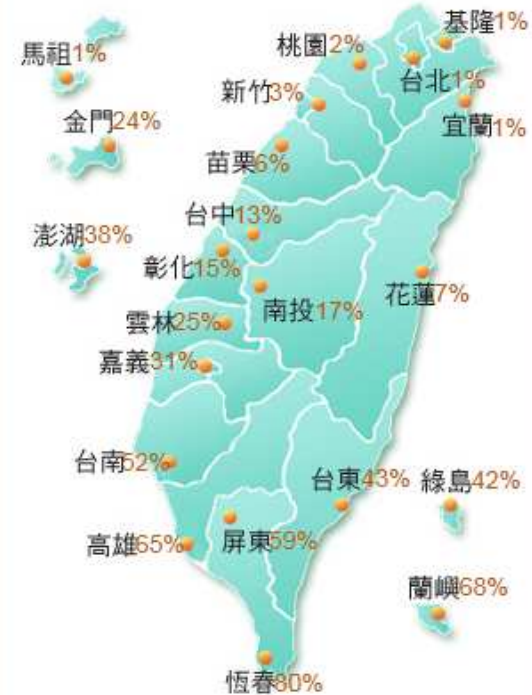 基隆1%
桃園2%
馬祖1%
台北1%
新竹3%
宜蘭1%
金門24%
苗栗6%
台中13%
澎湖38%
彰化15%
花蓮7%
南投17%
雲林25%
嘉義31%
台南52%
台東43%
綠島42%
高雄65%
屏東59%
蘭嶼68%
恆春80%